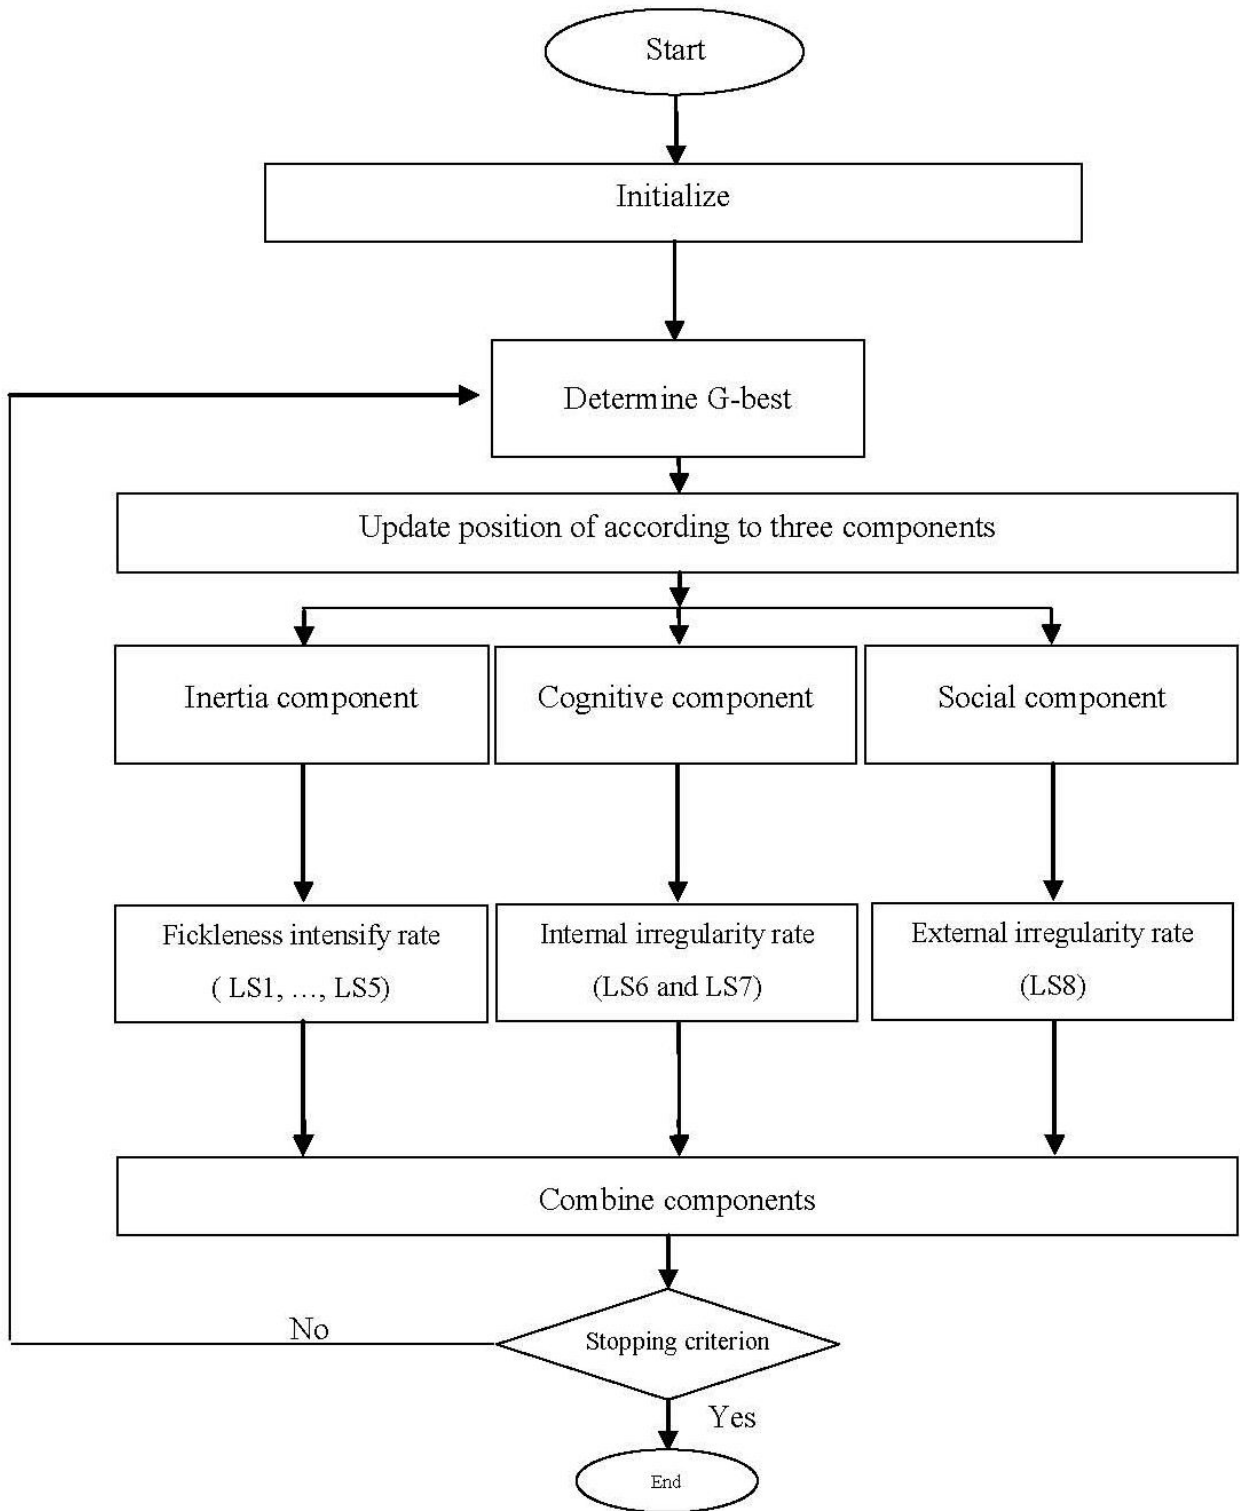 Start
Initialize
Determine G-best
Update position of according to three components
Inertia component
Cognitive component
Social component
Fickleness intensify rate
( LS1, …, LS5)
Internal irregularity rate
(LS6 and LS7)
External irregularity rate
(LS8)
Combine components
No
Stopping criterion
Yes
End